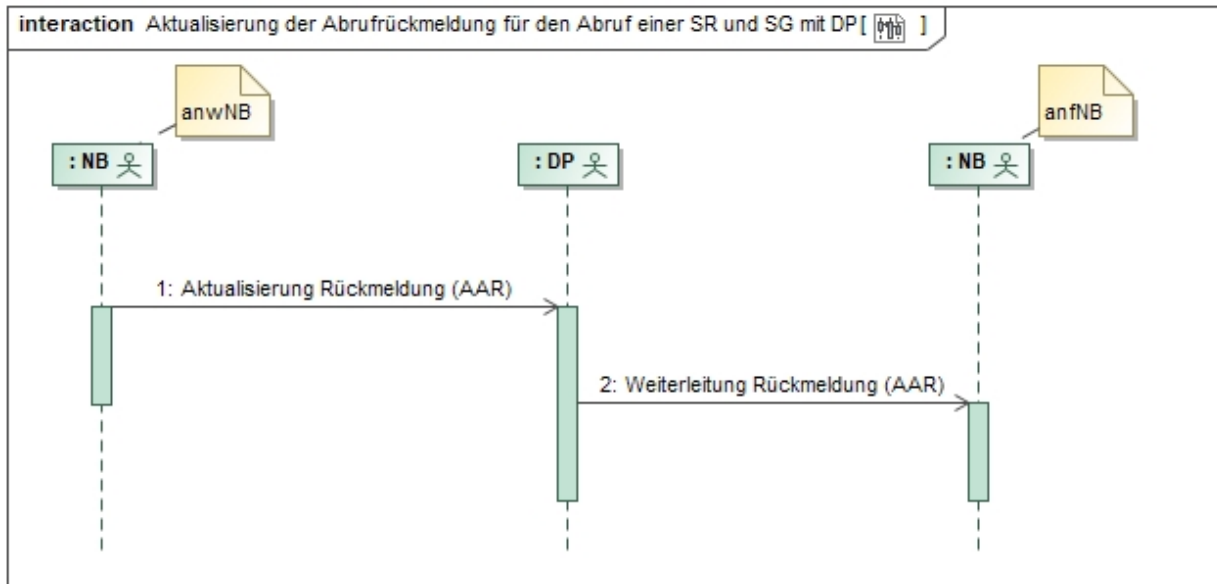 interaction Aktualisierung der Abrufrückmeldung für den Abruf einer SR und SG mit DP[ ]
anwNB
anfNB
: NB
: DP
: NB
1: Aktualisierung Rückmeldung (AAR)
2: Weiterleitung Rückmeldung (AAR)